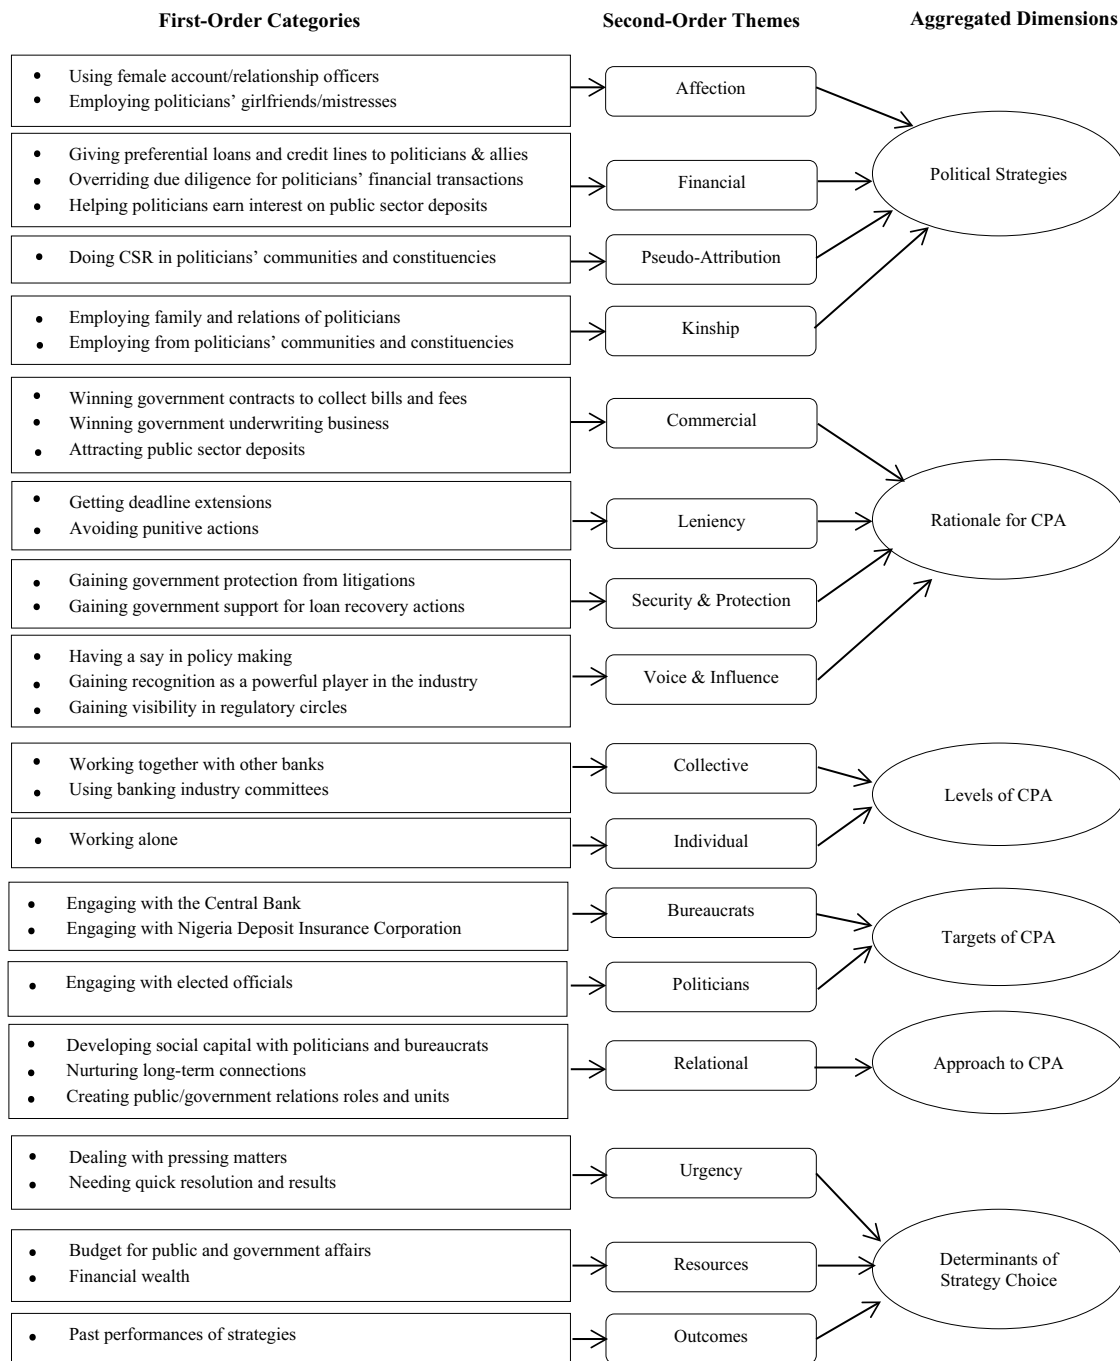 First-Order Categories
Second-Order Themes
Aggregated Dimensions
• Using female account/relationship officers
• Employing politicians’ girlfriends/mistresses
Affection
• Giving preferential loans and credit lines to politicians & allies
• Overriding due diligence for politicians’ financial transactions
• Helping politicians earn interest on public sector deposits
Financial
• Doing CSR in politicians’ communities and constituencies
Pseudo-Attribution
• Employing family and relations of politicians
• Employing from politicians’ communities and constituencies
Kinship
Political Strategies
• Winning government contracts to collect bills and fees
• Winning government underwriting business
• Attracting public sector deposits
Commercial
• Getting deadline extensions
• Avoiding punitive actions
Leniency
• Gaining government protection from litigations
• Gaining government support for loan recovery actions
Security & Protection
• Having a say in policy making
• Gaining recognition as a powerful player in the industry
• Gaining visibility in regulatory circles
Voice & Influence
Rationale for CPA
• Working together with other banks
• Using banking industry committees
Collective
• Working alone
Individual
Levels of CPA
• Engaging with the Central Bank
• Engaging with Nigeria Deposit Insurance Corporation
Bureaucrats
• Engaging with elected officials
Politicians
Targets of CPA
• Developing social capital with politicians and bureaucrats
• Nurturing long-term connections
• Creating public/government relations roles and units
Relational
Approach to CPA
• Dealing with pressing matters
• Needing quick resolution and results
Urgency
• Budget for public and government affairs
• Financial wealth
Resources
• Past performances of strategies
Outcomes
Determinants of
Strategy Choice